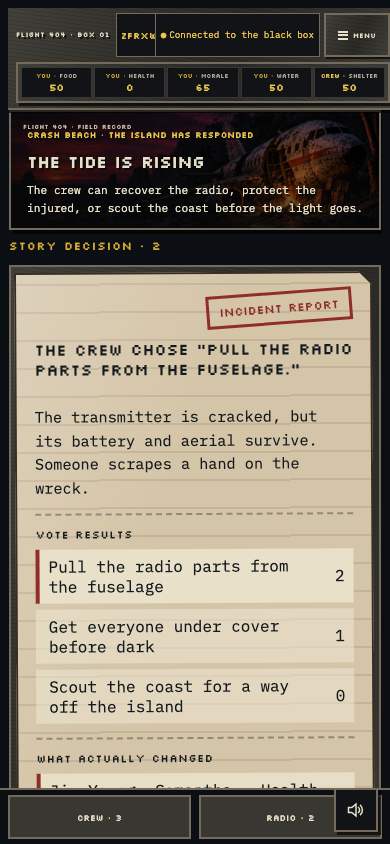 FLIGHT 404 · BOX 01
Connected to the black box
MENU
YOU · FOOD
50
YOU · HEALTH
0
YOU · MORALE
65
YOU · WATER
50
CREW · SHELTER
50
FLIGHT 404 · FIELD RECORD
CRASH BEACH · THE ISLAND HAS RESPONDED
THE TIDE IS RISING
The crew can recover the radio, protect the
injured, or scout the coast before the light goes.
STORY DECISION · 2
INCIDENT REPORT
THE CREW CHOSE "PULL THE RADIO
PARTS FROM THE FUSELAGE."
The transmitter is cracked, but
its battery and aerial survive.
Someone scrapes a hand on the
wreck.
VOTE RESULTS
Pull the radio parts from
the fuselage
2
Get everyone under cover
before dark
1
Scout the coast for a way
off the island
0
WHAT ACTUALLY CHANGED
CREW · 3
RADIO · 2